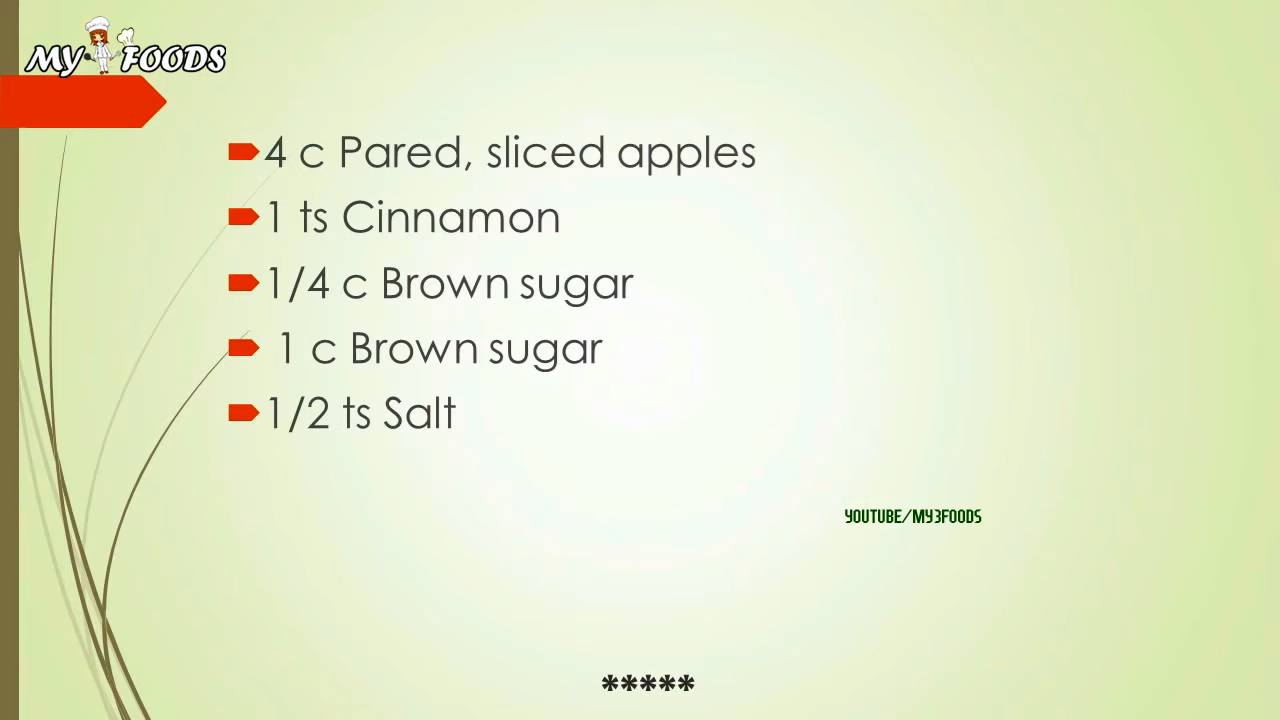 MY FOODS
4 c Pared, sliced apples
1 ts Cinnamon
1/4 c Brown sugar
1 c Brown sugar
1/2 ts Salt
YOUTUBE/MY3FOODS
*****